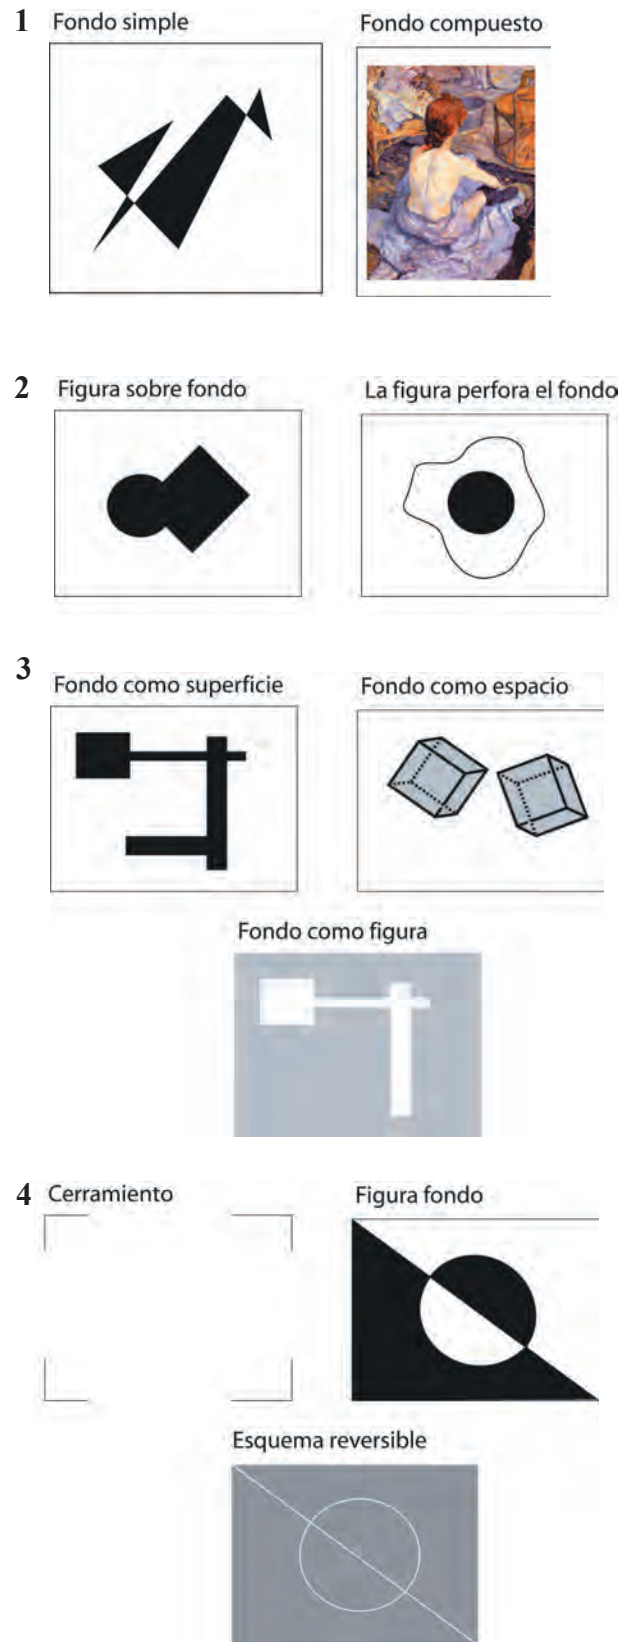 1 Fondo simple Fondo compuesto
2 Figura sobre fondo La figura perfora el fondo
3
Fondo como superficie Fondo como espacio
Fondo como figura
4 Cerramiento Figura fondo
Esquema reversible